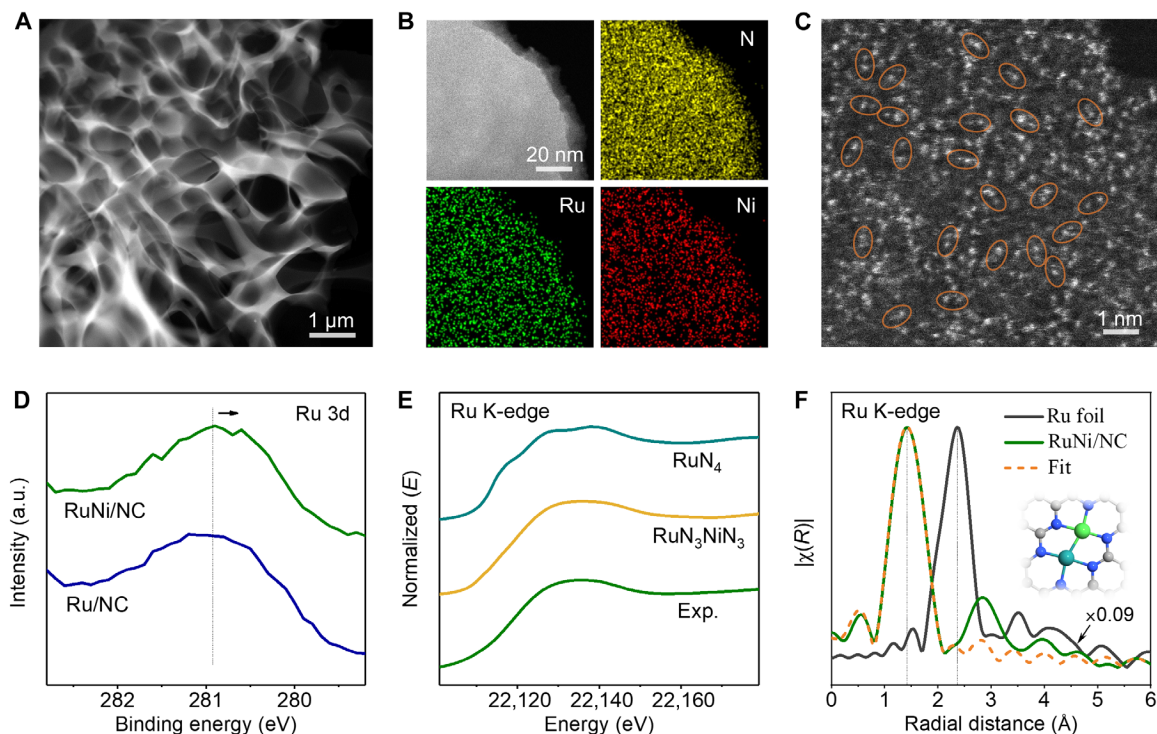 A
1 µm
B
N
20 nm
Ru
Ni
C
1 nm
D
Ru 3d
RuNi/NC
Ru/NC
Intensity (a.u.)
282 281 280
Binding energy (eV)
E
Ru K-edge
RuN4
RuN3NiN3
Exp.
Normalized (E)
22,120 22,140 22,160
Energy (eV)
F
Ru K-edge
Ru foil
RuNi/NC
Fit
×0.09
|χ(R)|
0 1 2 3 4 5 6
Radial distance (Å)